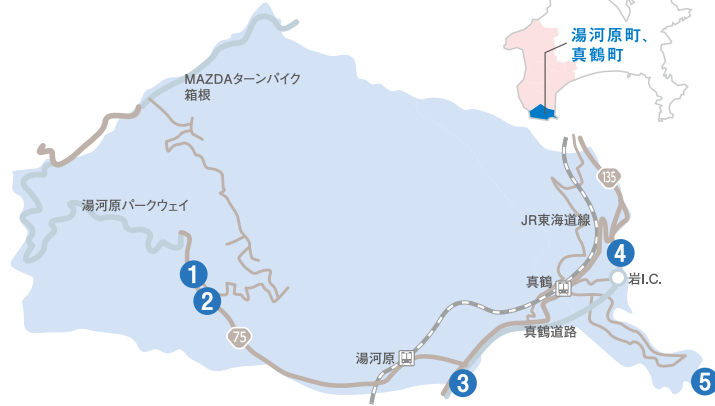 湯河原町、
真鶴町
MAZDAターンパイク
箱根
135
湯河原パークウェイ
JR東海道線
4
1
真鶴
岩I.C.
2
75
真鶴道路
湯河原
3
5